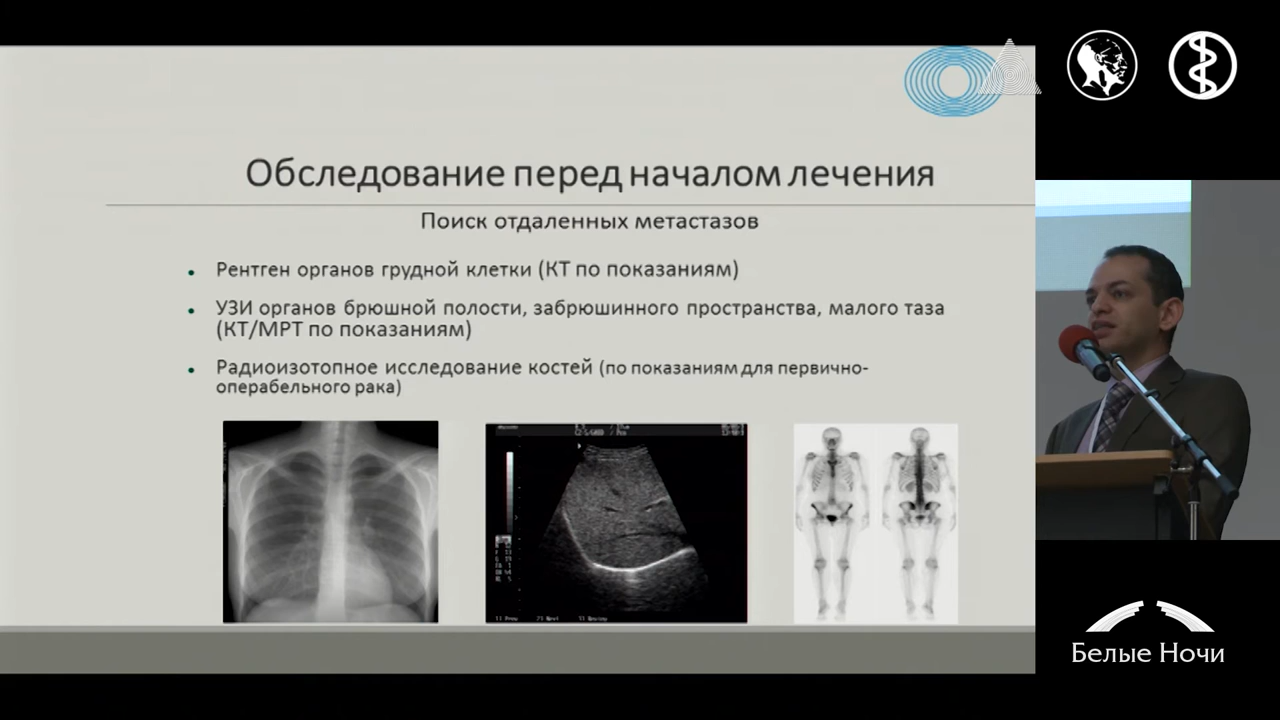 Обследование перед началом лечения
Поиск отдаленных метастазов
Рентген органов грудной клетки (КТ по показаниям)
УЗИ органов брюшной полости, забрюшинного пространства, малого таза
(КТ/МРТ по показаниям)
Радиоизотопное исследование костей (по показаниям для первично-
операбельного рака)
Белые Ночи